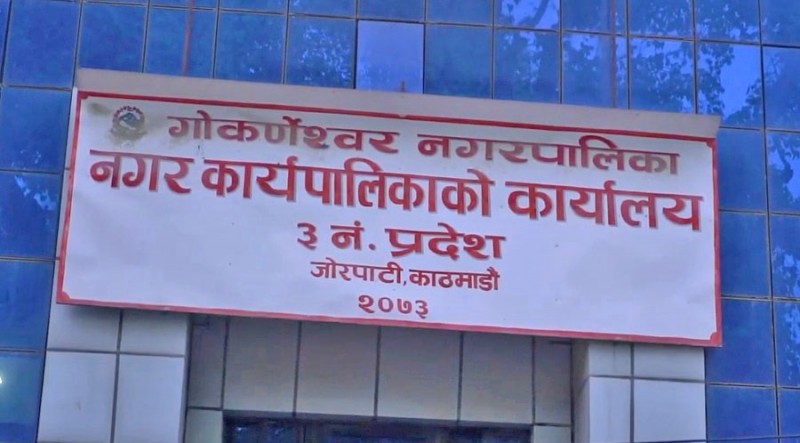 गोकर्णेश्वर नगरपालिका
नगर कार्यपालिकाको कार्यालय
३ नं. प्रदेश
जोरपाटी,काठमाडौं
२०७३